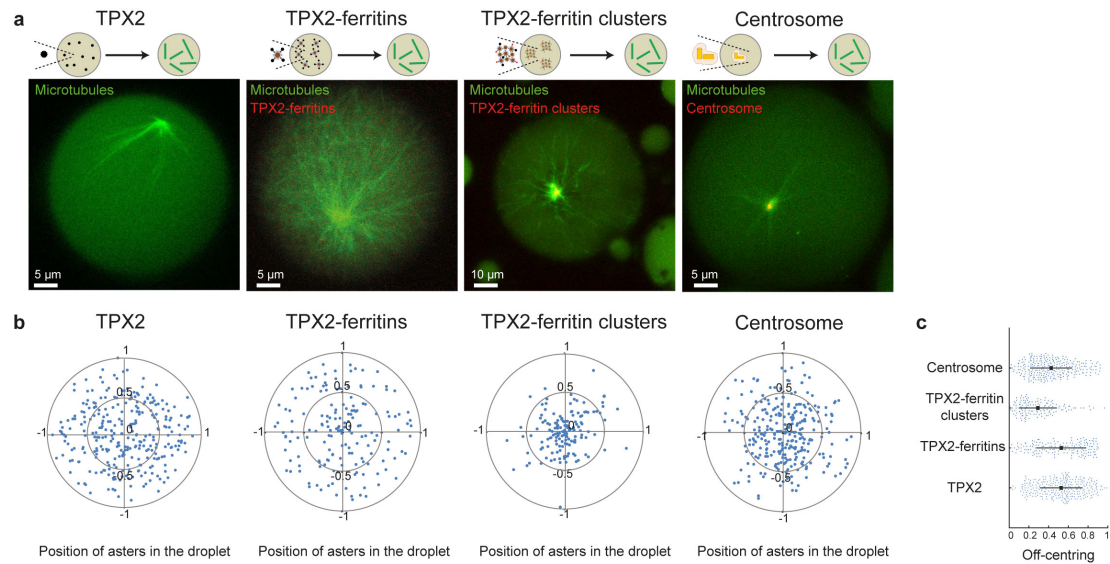 a
TPX2
TPX2-ferritins
TPX2-ferritin clusters
Centrosome
Microtubules
5 µm
Microtubules
TPX2-ferritins
5 µm
Microtubules
TPX2-ferritin clusters
10 µm
Microtubules
Centrosome
5 µm
b
TPX2
TPX2-ferritins
TPX2-ferritin clusters
Centrosome
1
0.5
-1
0
1
-0.5
-1
1
0.5
-1
0
1
-0.5
-1
1
0.5
-1
0
1
-0.5
-1
1
0.5
-1
0
1
-0.5
-1
Position of asters in the droplet
Position of asters in the droplet
Position of asters in the droplet
Position of asters in the droplet
c
Centrosome
TPX2-ferritin
clusters
TPX2-ferritins
TPX2
0 0.2 0.4 0.6 0.8 1
Off-centring